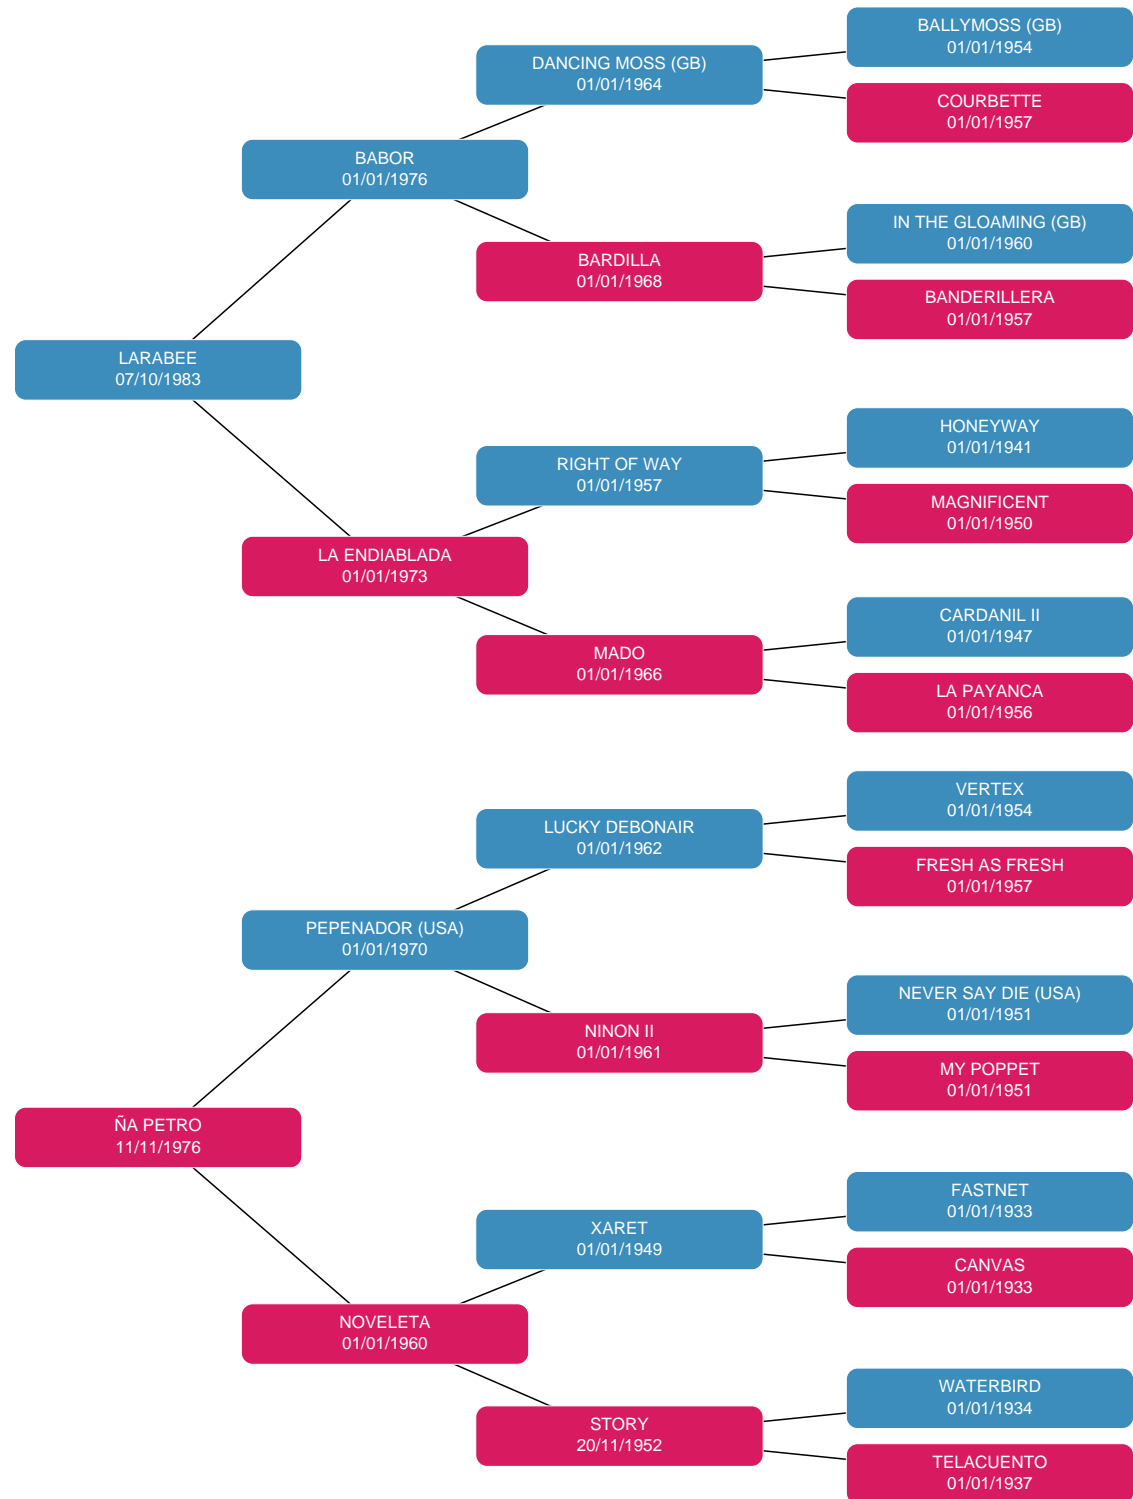 BALLYMOSS (GB)
01/01/1954
DANCING MOSS (GB)
01/01/1964
COURBETTE
01/01/1957
BABOR
01/01/1976
IN THE GLOAMING (GB)
01/01/1960
BARDILLA
01/01/1968
BANDERILLERA
01/01/1957
LARABEE
07/10/1983
HONEYWAY
01/01/1941
RIGHT OF WAY
01/01/1957
MAGNIFICENT
01/01/1950
LA ENDIABLADA
01/01/1973
CARDANIL II
01/01/1947
MADO
01/01/1966
LA PAYANCA
01/01/1956
VERTEX
01/01/1954
LUCKY DEBONAIR
01/01/1962
FRESH AS FRESH
01/01/1957
PEPENADOR (USA)
01/01/1970
NEVER SAY DIE (USA)
01/01/1951
NINON II
01/01/1961
MY POPPET
01/01/1951
ÑA PETRO
11/11/1976
FASTNET
01/01/1933
XARET
01/01/1949
CANVAS
01/01/1933
NOVELETA
01/01/1960
WATERBIRD
01/01/1934
STORY
20/11/1952
TELACUENTO
01/01/1937